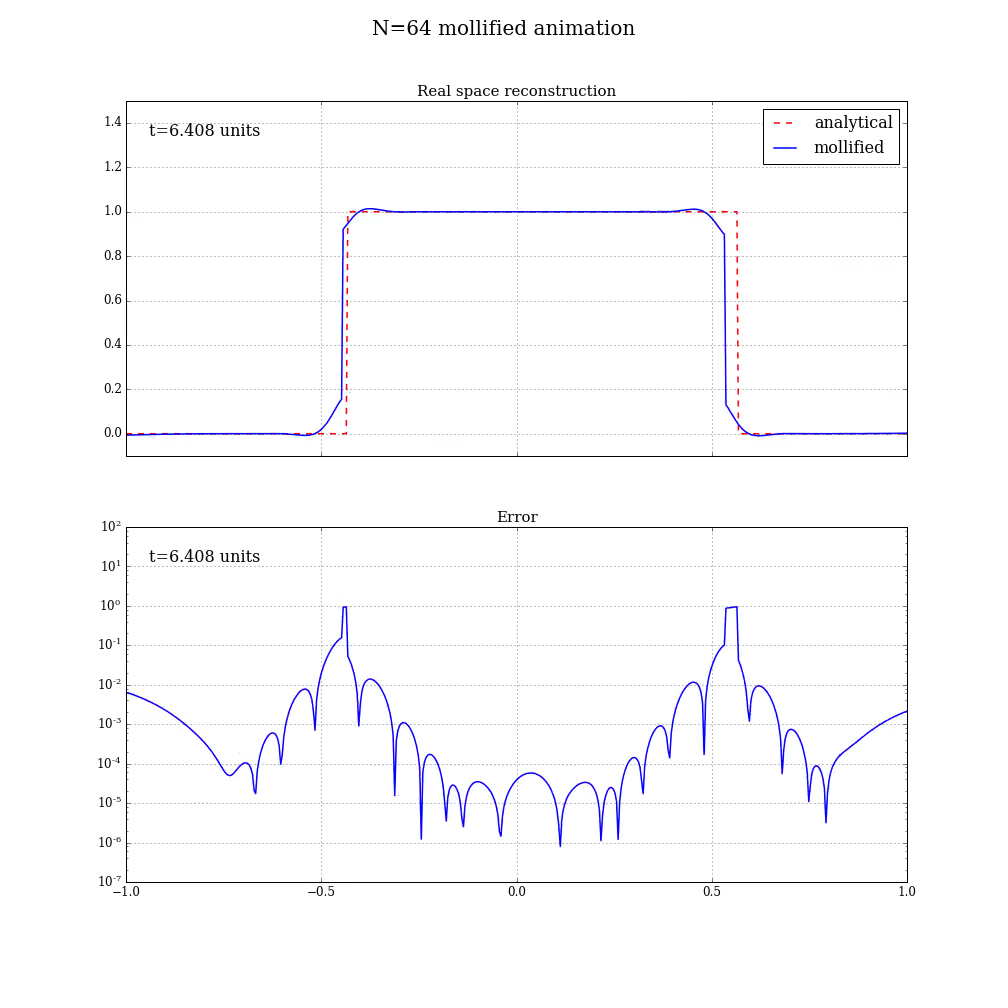 N=64 mollified animation
Real space reconstruction
t=6.408 units
analytical
mollified
1.4
1.2
1.0
0.8
0.6
0.4
0.2
0.0
Error
t=6.408 units
10²
10¹
10⁰
10⁻¹
10⁻²
10⁻³
10⁻⁴
10⁻⁵
10⁻⁶
10⁻⁷
−1.0 −0.5 0.0 0.5 1.0